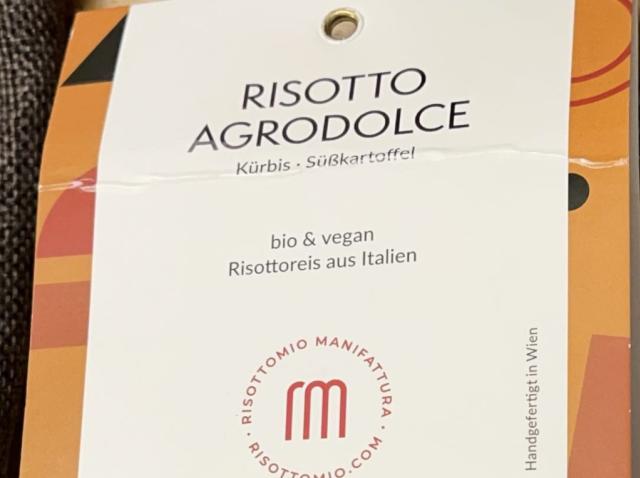 RISOTTO
AGRODOLCE
Kürbis · Süßkartoffel
bio & vegan
Risottoreis aus Italien
· RISOTTOMIO MANIFATTURA ·
rm
RISOTTOMIO.COM
Handgefertigt in Wien